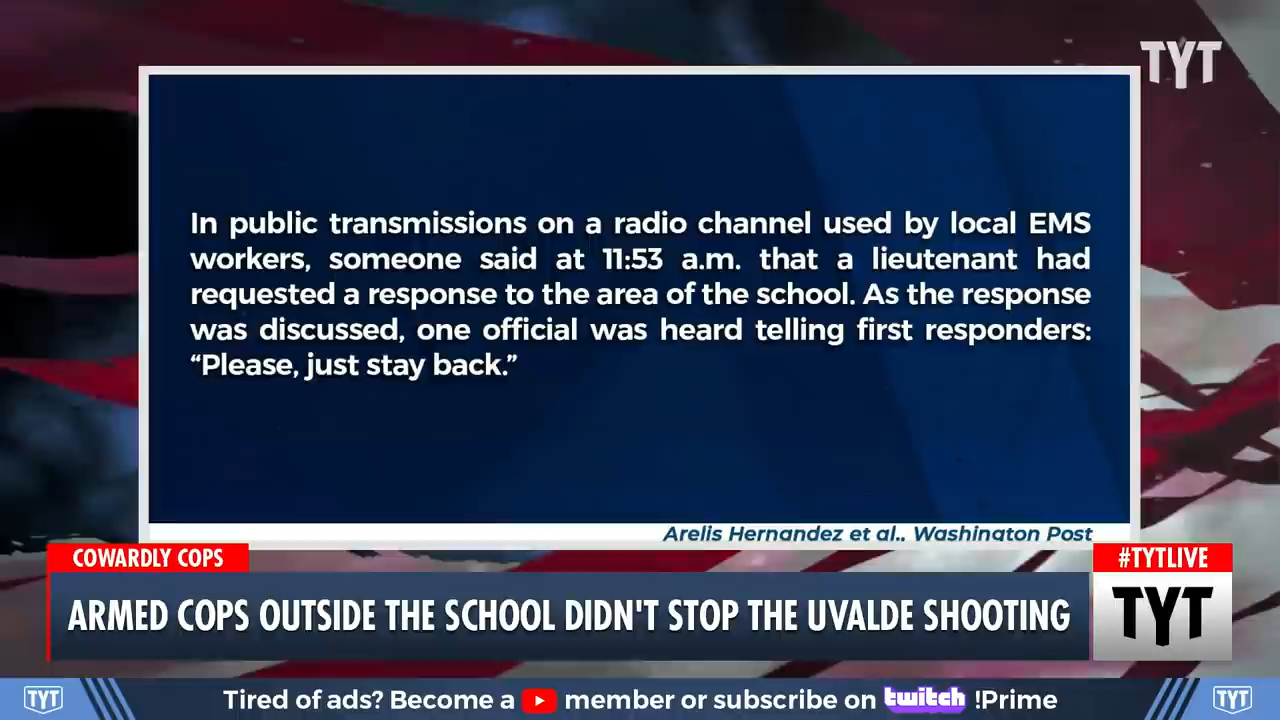 TYT
In public transmissions on a radio channel used by local EMS
workers, someone said at 11:53 a.m. that a lieutenant had
requested a response to the area of the school. As the response
was discussed, one official was heard telling first responders:
“Please, just stay back.”
Arelis Hernandez et al., Washington Post
COWARDLY COPS
#TYTLIVE
ARMED COPS OUTSIDE THE SCHOOL DIDN'T STOP THE UVALDE SHOOTING
TYT
TYT
Tired of ads? Become a member or subscribe on twitch !Prime
TYT